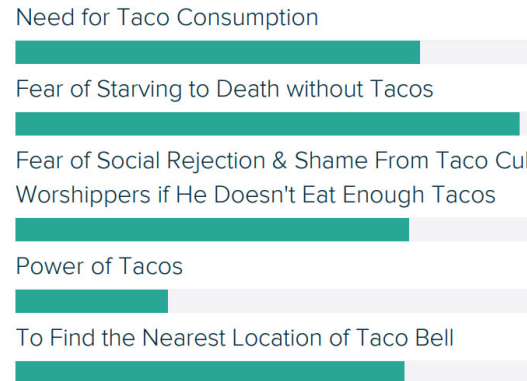 Need for Taco Consumption
Fear of Starving to Death without Tacos
Fear of Social Rejection & Shame From Taco Cul
Worshippers if He Doesn't Eat Enough Tacos
Power of Tacos
To Find the Nearest Location of Taco Bell